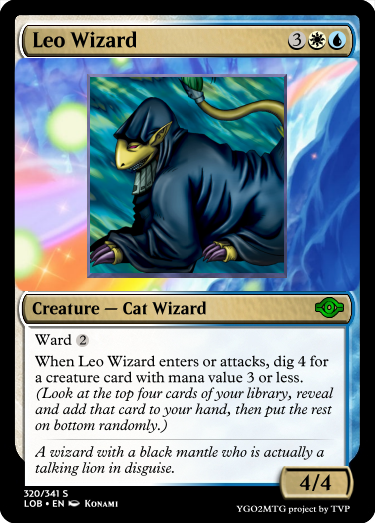 Leo Wizard 3
Creature — Cat Wizard
Ward 2
When Leo Wizard enters or attacks, dig 4 for
a creature card with mana value 3 or less.
(Look at the top four cards of your library, reveal
and add that card to your hand, then put the rest
on bottom randomly.)
A wizard with a black mantle who is actually a
talking lion in disguise.
4/4
320/341 S
LOB • EN Konami
YGO2MTG project by TVP